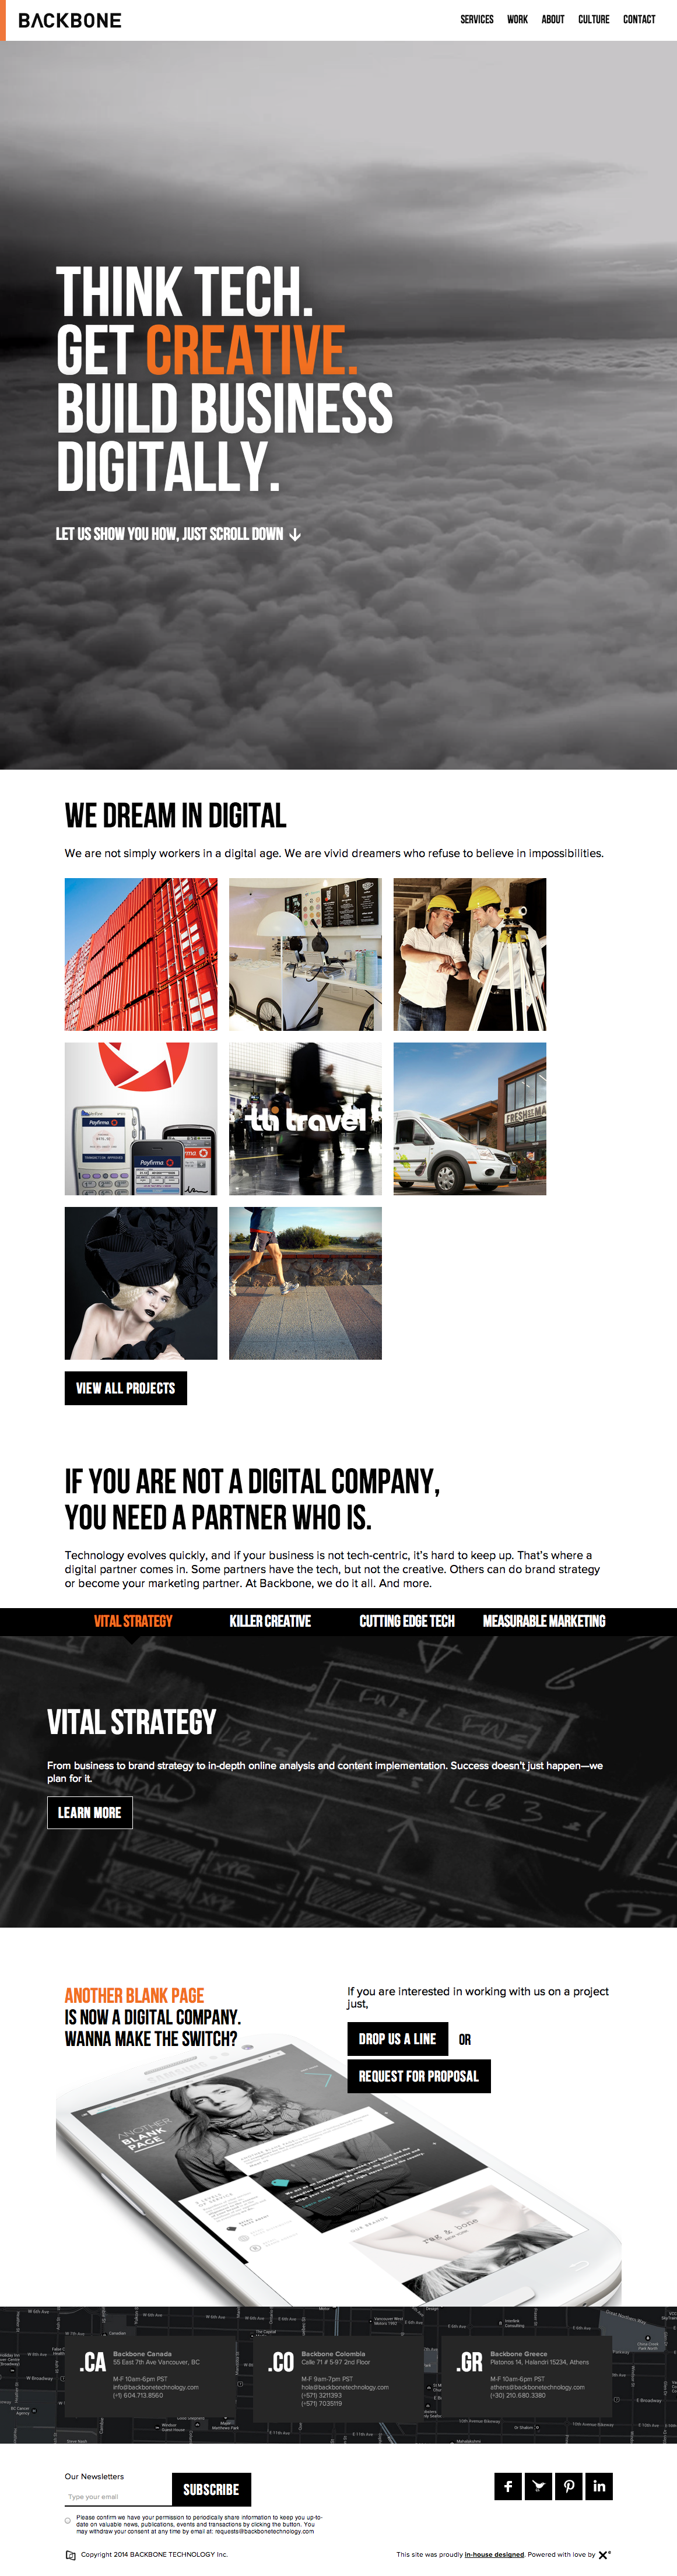 BACKBONE
SERVICES WORK ABOUT CULTURE CONTACT
THINK TECH.
GET CREATIVE.
BUILD BUSINESS
DIGITALLY.
LET US SHOW YOU HOW, JUST SCROLL DOWN
WE DREAM IN DIGITAL
We are not simply workers in a digital age. We are vivid dreamers who refuse to believe in impossibilities.
Payfirma
Payfirma
travel
VIEW ALL PROJECTS
IF YOU ARE NOT A DIGITAL COMPANY,
YOU NEED A PARTNER WHO IS.
Technology evolves quickly, and if your business is not tech-centric, it's hard to keep up. That's where a
digital partner comes in. Some partners have the tech, but not the creative. Others can do brand strategy
or become your marketing partner. At Backbone, we do it all. And more.
VITAL STRATEGY KILLER CREATIVE CUTTING EDGE TECH MEASURABLE MARKETING
VITAL STRATEGY
From business to brand strategy to in-depth online analysis and content implementation. Success doesn't just happen—we
plan for it.
LEARN MORE
ANOTHER BLANK PAGE
IS NOW A DIGITAL COMPANY.
WANNA MAKE THE SWITCH?
If you are interested in working with us on a project
just,
DROP US A LINE OR
REQUEST FOR PROPOSAL
ANOTHER
BLANK
PAGE
OUR BRANDS
rag & bone
NEW YORK
.CA
Backbone Canada
55 East 7th Ave Vancouver, BC
M-F 10am-6pm PST
info@backbonetechnology.com
(+1) 604.713.8560
.CO
Backbone Colombia
Calle 71 # 5-97 2nd Floor
M-F 9am-7pm PST
hola@backbonetechnology.com
(+571) 3211393
(+571) 7035119
.GR
Backbone Greece
Platonos 14, Halandri 15234, Athens
M-F 10am-6pm PST
athens@backbonetechnology.com
(+30) 210.680.3380
Our Newsletters
Type your email
SUBSCRIBE
Please confirm we have your permission to periodically share information to keep you up-to-
date on valuable news, publications, events and transactions by clicking the button. You
may withdraw your consent at any time by email at: requests@backbonetechnology.com
Copyright 2014 BACKBONE TECHNOLOGY Inc.
This site was proudly in-house designed. Powered with love by